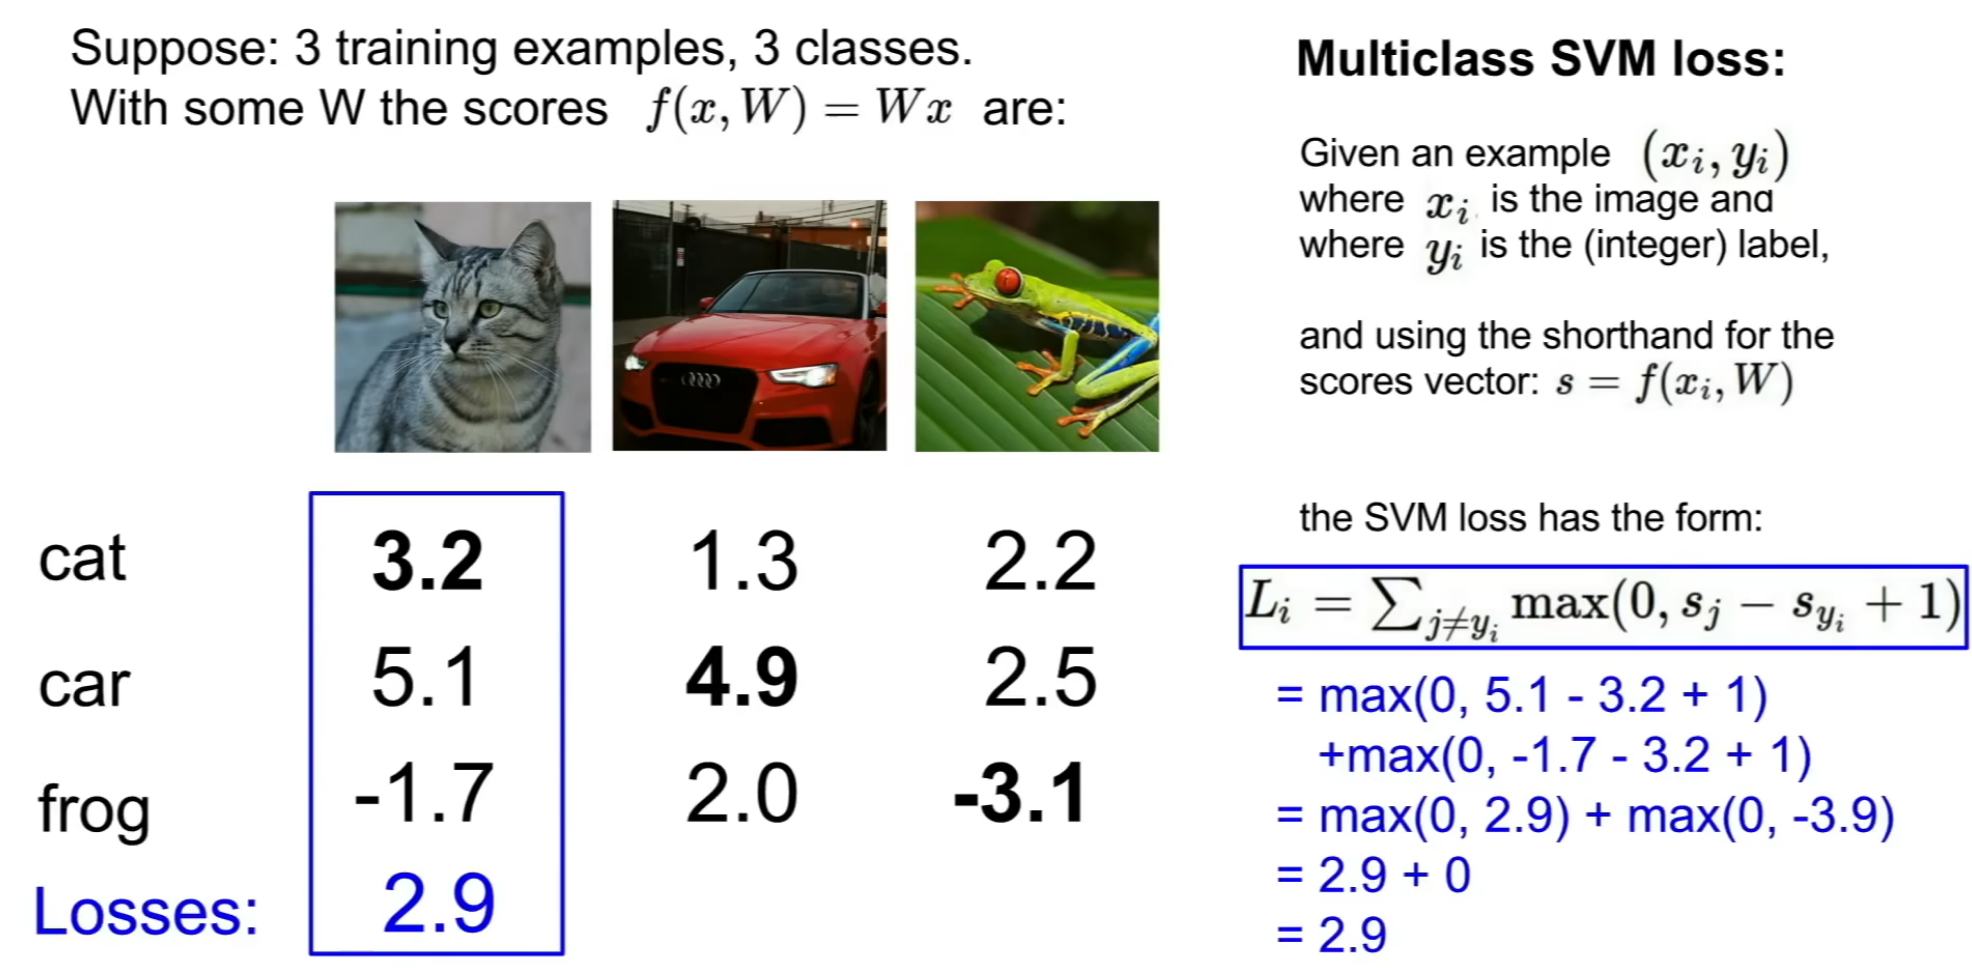 Suppose: 3 training examples, 3 classes.
With some W the scores f(x, W) = Wx are:
cat 3.2 1.3 2.2
car 5.1 4.9 2.5
frog -1.7 2.0 -3.1
Losses: 2.9
Multiclass SVM loss:
Given an example (x_i, y_i)
where x_i is the image and
where y_i is the (integer) label,
and using the shorthand for the
scores vector: s = f(x_i, W)
the SVM loss has the form:
L_i = ∑_{j≠y_i} max(0, s_j − s_{y_i} + 1)
= max(0, 5.1 - 3.2 + 1)
+max(0, -1.7 - 3.2 + 1)
= max(0, 2.9) + max(0, -3.9)
= 2.9 + 0
= 2.9